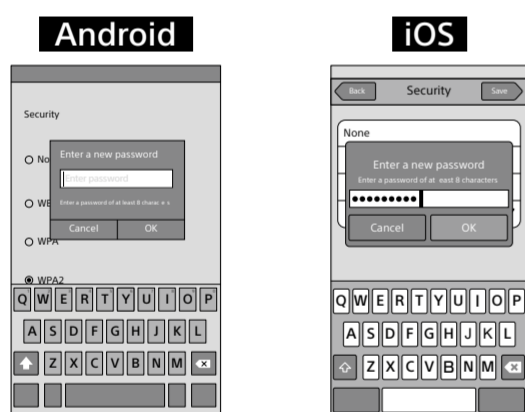 Android
Security
No
Enter a new password
Enter password
WE
Enter a password of at least 8 charac e s
Cancel OK
WPA
WPA2
Q W E R T Y U I O P
A S D F G H J K L
Z X C V B N M
iOS
Back Security Save
None
Enter a new password
Enter a password of at east 8 characters
Cancel OK
Q W E R T Y U I O P
A S D F G H J K L
Z X C V B N M